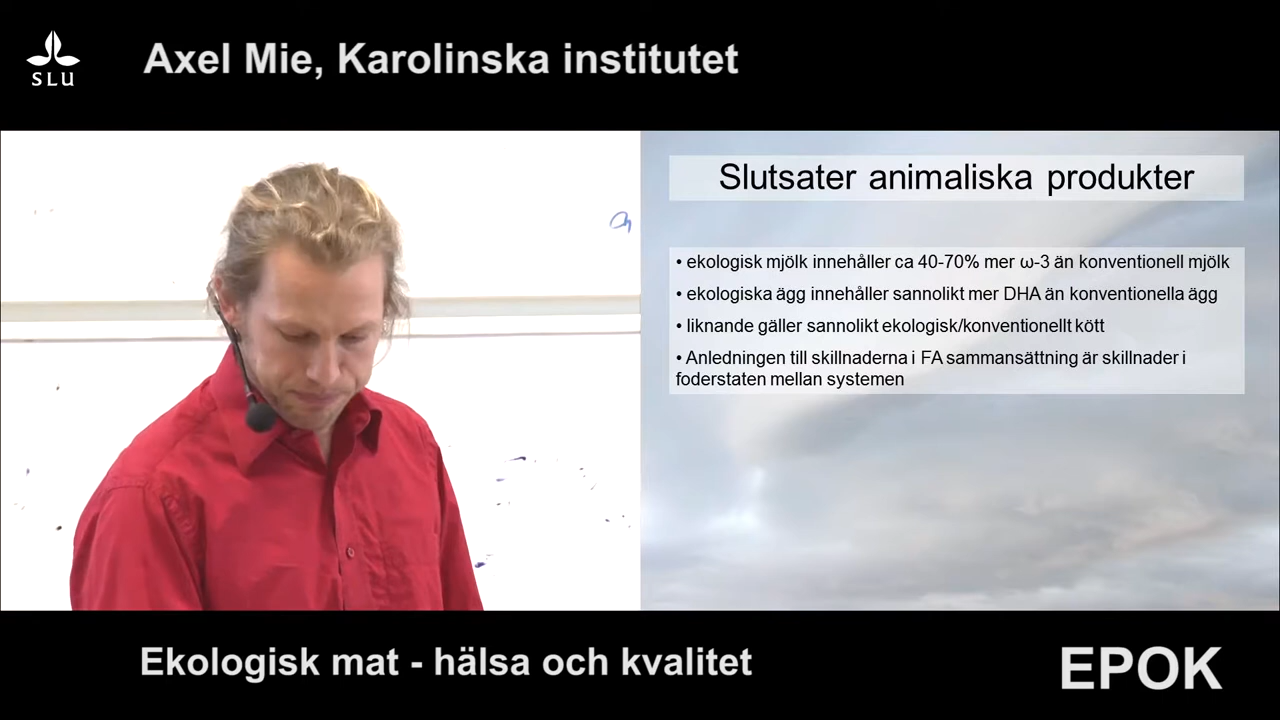 SLU
Axel Mie, Karolinska institutet
Slutsater animaliska produkter
• ekologisk mjölk innehåller ca 40-70% mer ω-3 än konventionell mjölk
• ekologiska ägg innehåller sannolikt mer DHA än konventionella ägg
• liknande gäller sannolikt ekologisk/konventionellt kött
• Anledningen till skillnaderna i FA sammansättning är skillnader i
foderstaten mellan systemen
Ekologisk mat - hälsa och kvalitet
EPOK